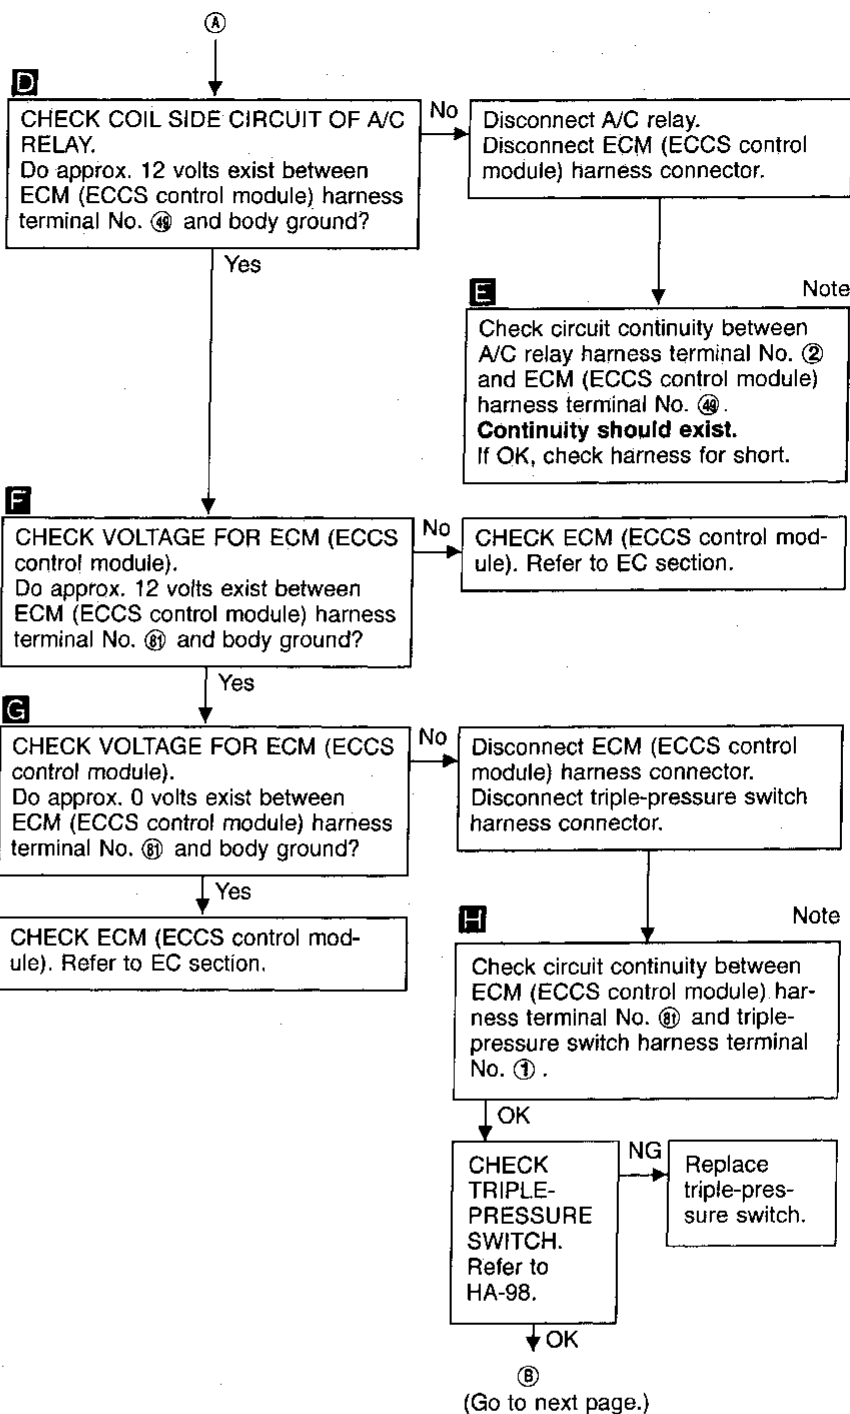 Ⓐ
D
CHECK COIL SIDE CIRCUIT OF A/C
RELAY.
Do approx. 12 volts exist between
ECM (ECCS control module) harness
terminal No. ㊾ and body ground?
No
Disconnect A/C relay.
Disconnect ECM (ECCS control
module) harness connector.
Yes
E
Note
Check circuit continuity between
A/C relay harness terminal No. ②
and ECM (ECCS control module)
harness terminal No. ㊾.
Continuity should exist.
If OK, check harness for short.
F
CHECK VOLTAGE FOR ECM (ECCS
control module).
Do approx. 12 volts exist between
ECM (ECCS control module) harness
terminal No. (81) and body ground?
No
CHECK ECM (ECCS control mod-
ule). Refer to EC section.
Yes
G
CHECK VOLTAGE FOR ECM (ECCS
control module).
Do approx. 0 volts exist between
ECM (ECCS control module) harness
terminal No. (81) and body ground?
No
Disconnect ECM (ECCS control
module) harness connector.
Disconnect triple-pressure switch
harness connector.
Yes
CHECK ECM (ECCS control mod-
ule). Refer to EC section.
H
Note
Check circuit continuity between
ECM (ECCS control module) har-
ness terminal No. (81) and triple-
pressure switch harness terminal
No. ① .
OK
CHECK
TRIPLE-
PRESSURE
SWITCH.
Refer to
HA-98.
NG
Replace
triple-pres-
sure switch.
OK
Ⓑ
(Go to next page.)